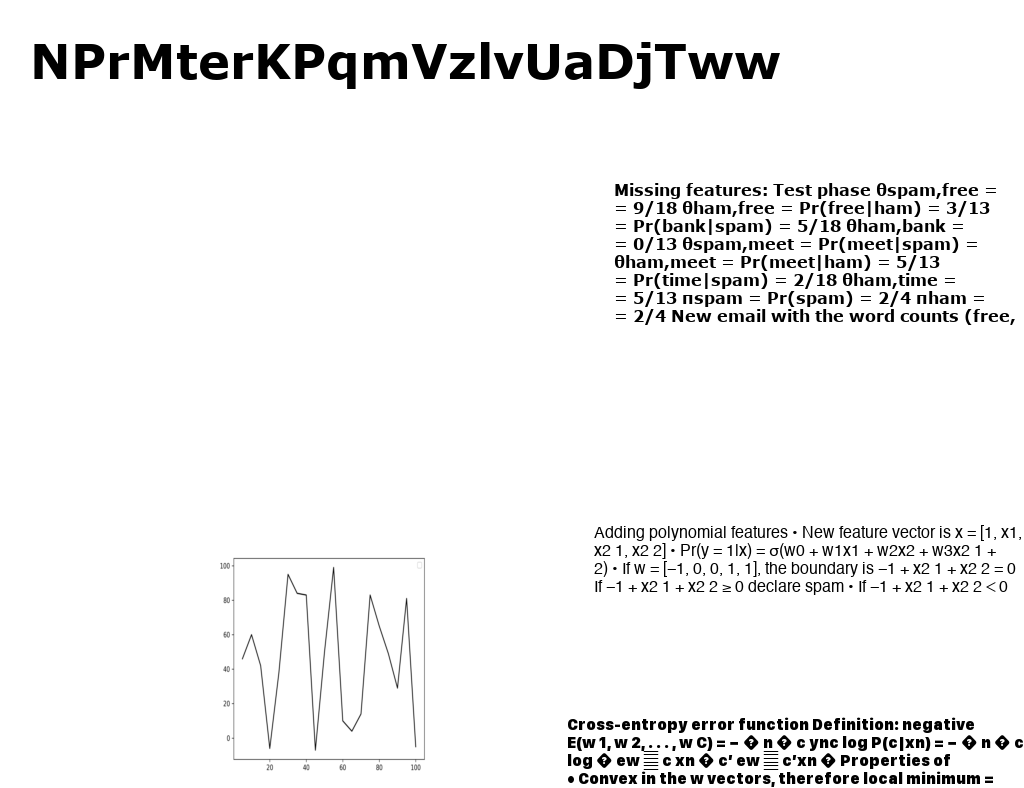 NPrMterKPqmVzlvUaDjTww
Missing features: Test phase θspam,free =
= 9/18 θham,free = Pr(free|ham) = 3/13
= Pr(bank|spam) = 5/18 θham,bank =
= 0/13 θspam,meet = Pr(meet|spam) =
θham,meet = Pr(meet|ham) = 5/13
= Pr(time|spam) = 2/18 θham,time =
= 5/13 πspam = Pr(spam) = 2/4 πham =
= 2/4 New email with the word counts (free,
Adding polynomial features • New feature vector is x = [1, x1,
x2 1, x2 2] • Pr(y = 1|x) = σ(w0 + w1x1 + w2x2 + w3x2 1 +
2) • If w = [−1, 0, 0, 1, 1], the boundary is −1 + x2 1 + x2 2 = 0
If −1 + x2 1 + x2 2 ≥ 0 declare spam • If −1 + x2 1 + x2 2 < 0
100
80
60
40
20
0
20 40 60 80 100
Cross-entropy error function Definition: negative
E(w 1, w 2, . . . , w C) = − � n � c ync log P(c|xn) = − � n � c
log � ew c xn � c′ ew c′xn � Properties of
• Convex in the w vectors, therefore local minimum =